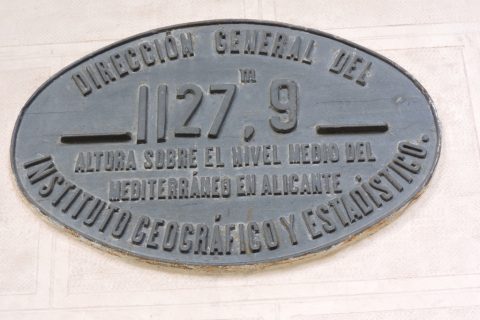 DIRECCIÓN GENERAL DEL
1127,9 m
ALTURA SOBRE EL NIVEL MEDIO DEL
MEDITERRÁNEO EN ALICANTE
INSTITUTO GEOGRÁFICO Y ESTADÍSTICO.